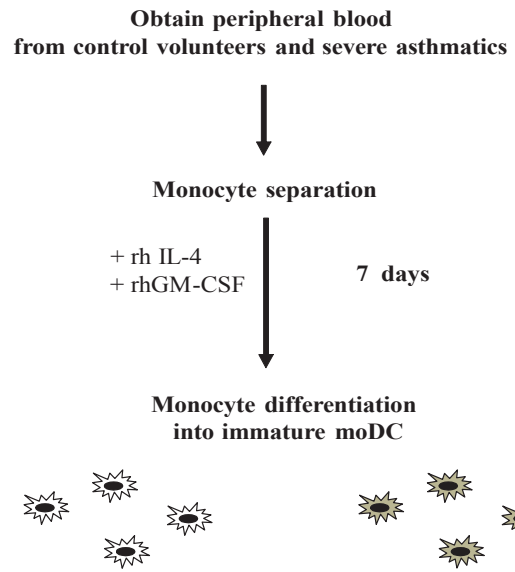 Obtain peripheral blood
from control volunteers and severe asthmatics
Monocyte separation
+ rh IL-4
+ rhGM-CSF
7 days
Monocyte differentiation
into immature moDC